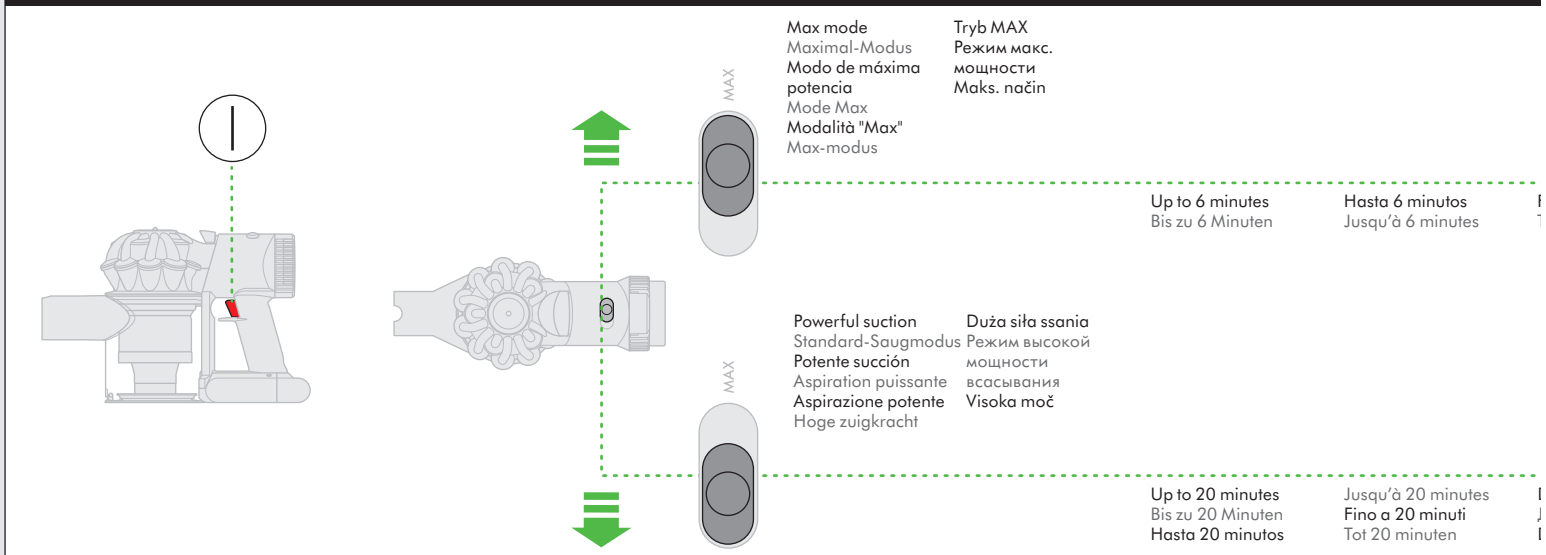 MAX
Max mode
Maximal-Modus
Modo de máxima
potencia
Mode Max
Modalità "Max"
Max-modus
Tryb MAX
Режим макс.
мощности
Maks. način
Up to 6 minutes
Bis zu 6 Minuten
Hasta 6 minutos
Jusqu'à 6 minutes
MAX
Powerful suction
Standard-Saugmodus
Potente succión
Aspiration puissante
Aspirazione potente
Hoge zuigkracht
Duża siła ssania
Режим высокой
мощности
всасывания
Visoka moč
Up to 20 minutes
Bis zu 20 Minuten
Hasta 20 minutos
Jusqu'à 20 minutes
Fino a 20 minuti
Tot 20 minuten